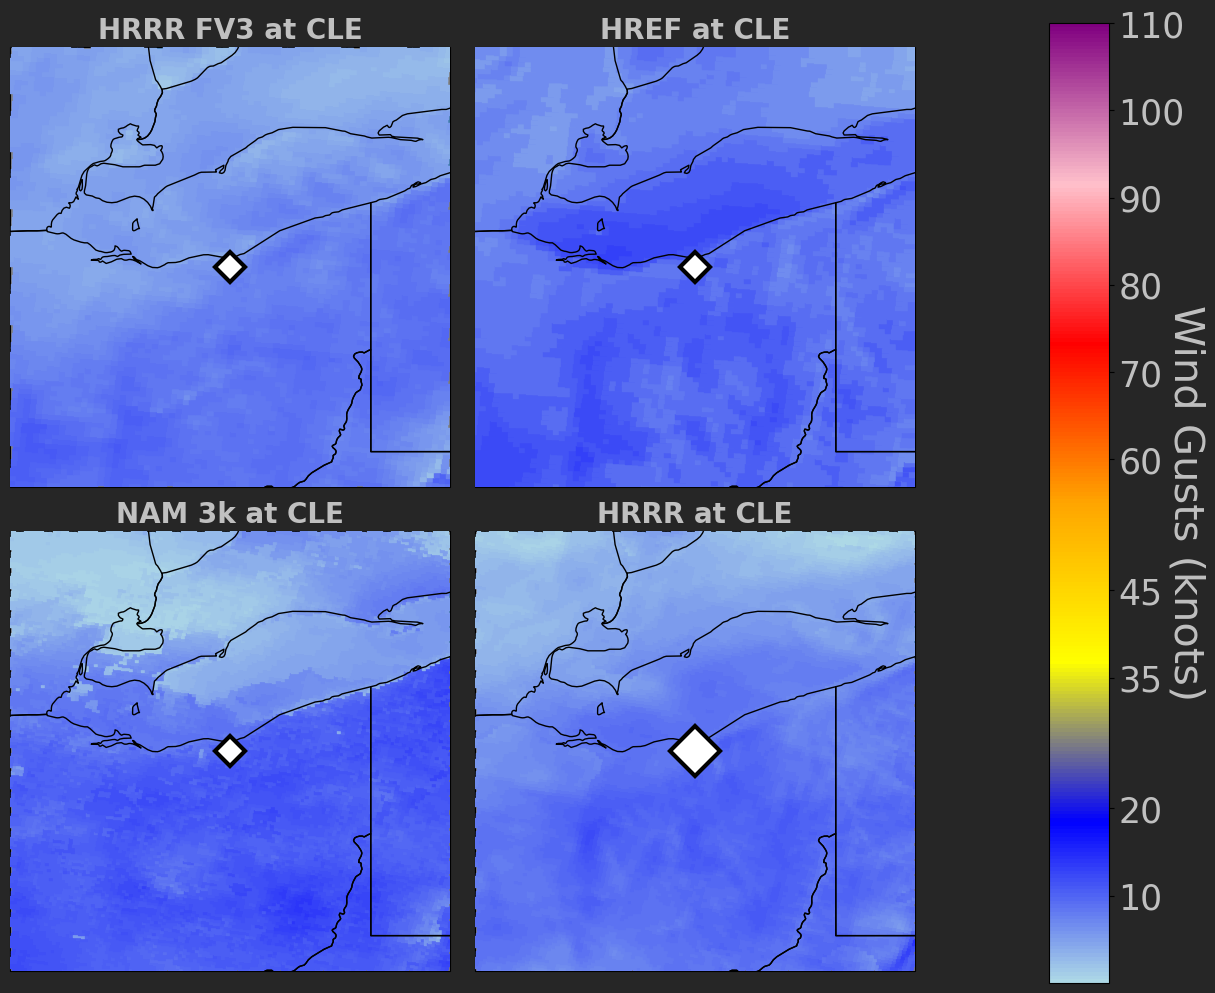 HRRR FV3 at CLE
HREF at CLE
NAM 3k at CLE
HRRR at CLE
110
100
90
80
70
60
45
35
20
10
Wind Gusts (knots)